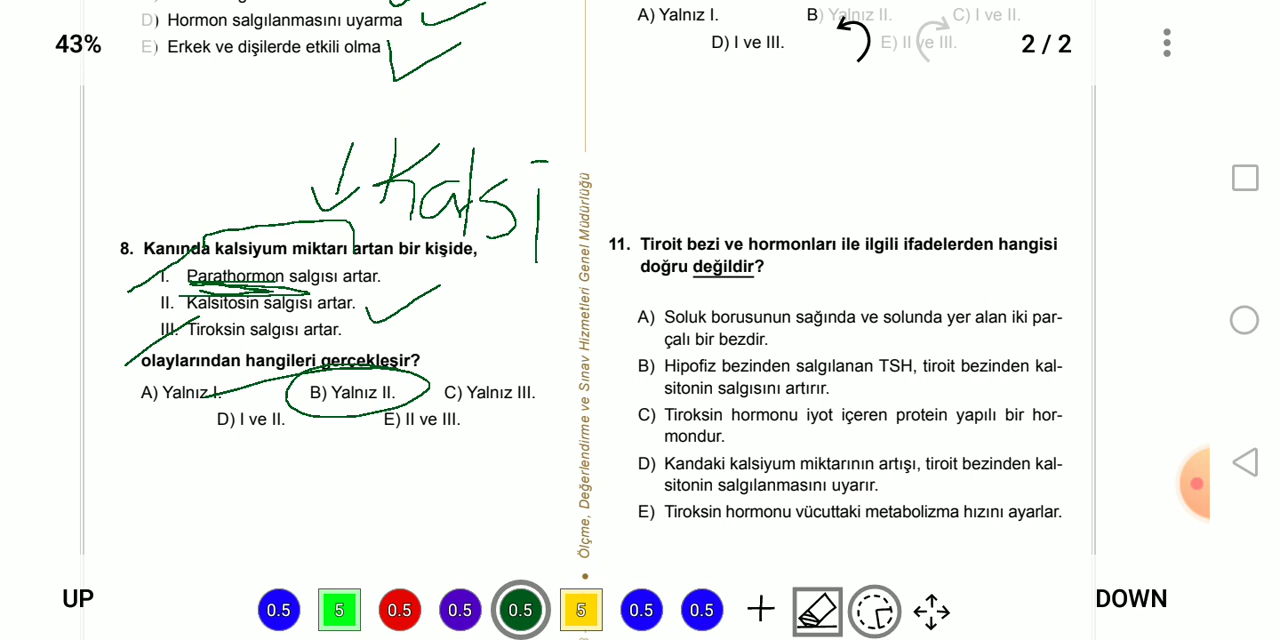 D) Hormon salgılanmasını uyarma
E) Erkek ve dişilerde etkili olma
43%
Kalsi
8. Kanında kalsiyum miktarı artan bir kişide,
I. Parathormon salgısı artar.
II. Kalsitosin salgısı artar.
III. Tiroksin salgısı artar.
olaylarından hangileri gerçekleşir?
A) Yalnız I. B) Yalnız II. C) Yalnız III.
D) I ve II. E) II ve III.
Ölçme, Değerlendirme ve Sınav Hizmetleri Genel Müdürlüğü
A) Yalnız I. B) Yalnız II. C) I ve II.
D) I ve III. E) II ve III.
2 / 2
11. Tiroit bezi ve hormonları ile ilgili ifadelerden hangisi
doğru değildir?
A) Soluk borusunun sağında ve solunda yer alan iki par-
çalı bir bezdir.
B) Hipofiz bezinden salgılanan TSH, tiroit bezinden kal-
sitonin salgısını artırır.
C) Tiroksin hormonu iyot içeren protein yapılı bir hor-
mondur.
D) Kandaki kalsiyum miktarının artışı, tiroit bezinden kal-
sitonin salgılanmasını uyarır.
E) Tiroksin hormonu vücuttaki metabolizma hızını ayarlar.
UP
0.5 5 0.5 0.5 0.5 5 0.5 0.5
DOWN